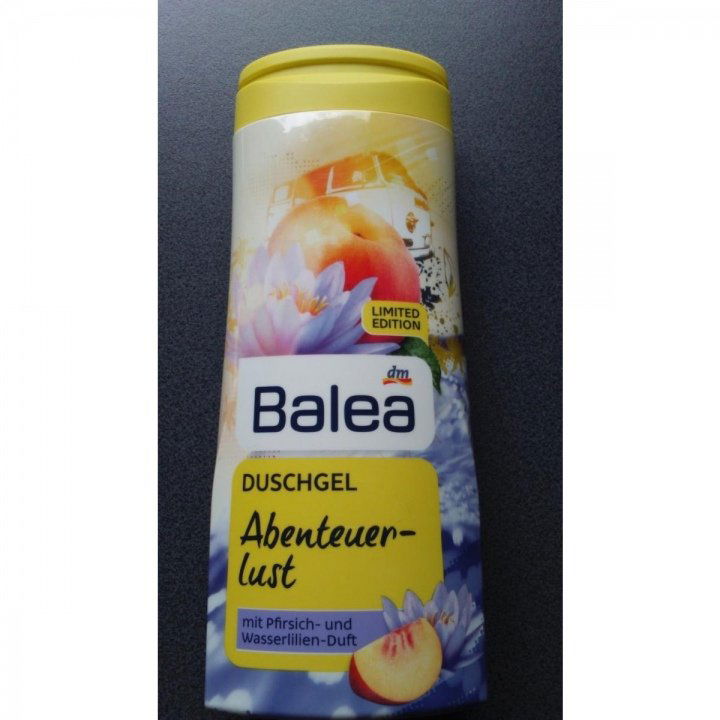 LIMITED
EDITION
dm
Balea
DUSCHGEL
Abenteuer-
lust
mit Pfirsich- und
Wasserlilien-Duft